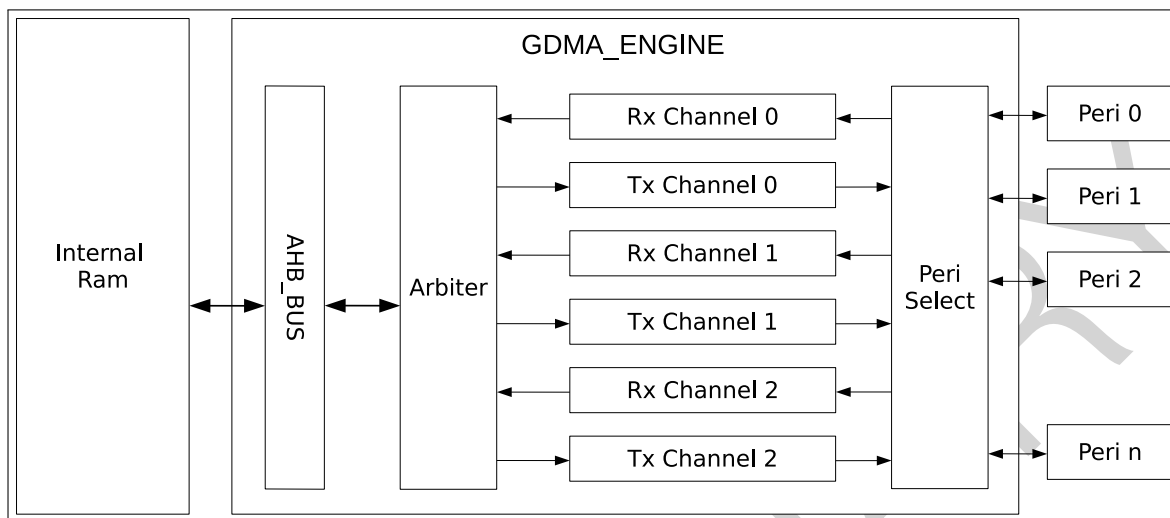 GDMA_ENGINE
Internal
Ram
AHB_BUS
Arbiter
Rx Channel 0
Tx Channel 0
Rx Channel 1
Tx Channel 1
Rx Channel 2
Tx Channel 2
Peri
Select
Peri 0
Peri 1
Peri 2
Peri n